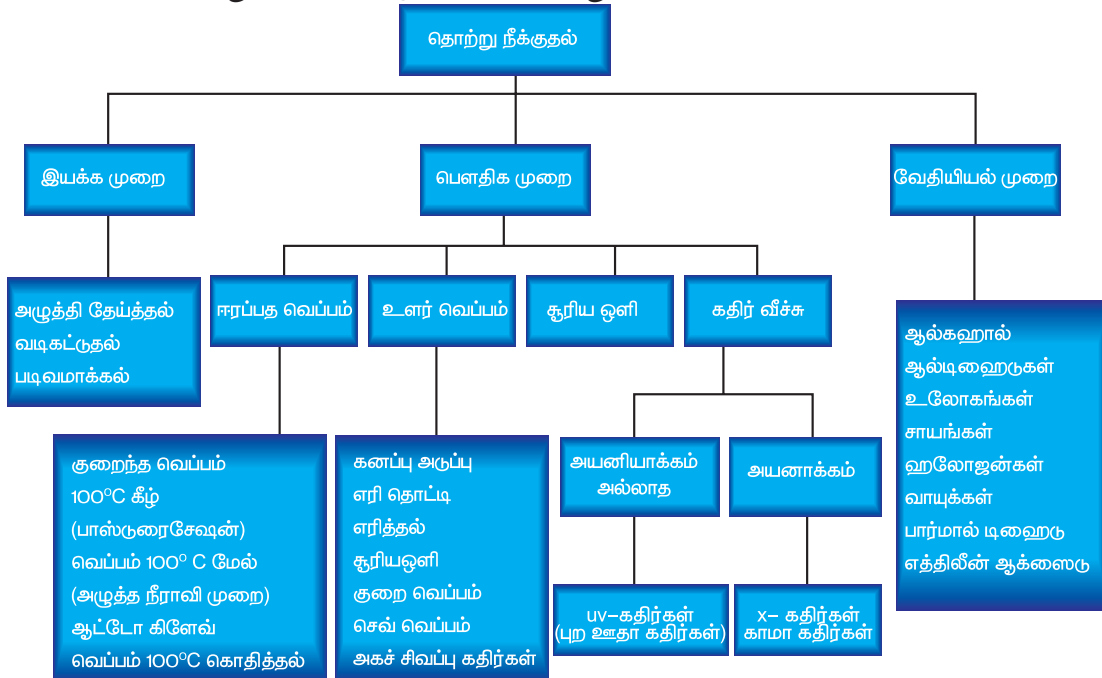 தொற்று நீக்குதல்
இயக்க முறை
பௌதிக முறை
வேதியியல் முறை
அழுத்தி தேய்த்தல்
வடிகட்டுதல்
படிவமாக்கல்
ஈரப்பத வெப்பம்
உளர் வெப்பம்
சூரிய ஒளி
கதிர் வீச்சு
குறைந்த வெப்பம்
100°C கீழ்
(பாஸ்டுரைசேஷன்)
வெப்பம் 100° C மேல்
(அழுத்த நீராவி முறை)
ஆட்டோ கிளேவ்
வெப்பம் 100°C கொதித்தல்
கனப்பு அடுப்பு
எரி தொட்டி
எரித்தல்
சூரியஒளி
குறை வெப்பம்
செவ் வெப்பம்
அகச் சிவப்பு கதிர்கள்
அயனியாக்கம்
அல்லாத
அயனாக்கம்
uv-கதிர்கள்
(புற ஊதா கதிர்கள்)
x- கதிர்கள்
காமா கதிர்கள்
ஆல்கஹால்
ஆல்டிஹைடுகள்
உலோகங்கள்
சாயங்கள்
ஹலோஜன்கள்
வாயுக்கள்
பார்மால் டிஹைடு
எத்திலீன் ஆக்ஸைடு